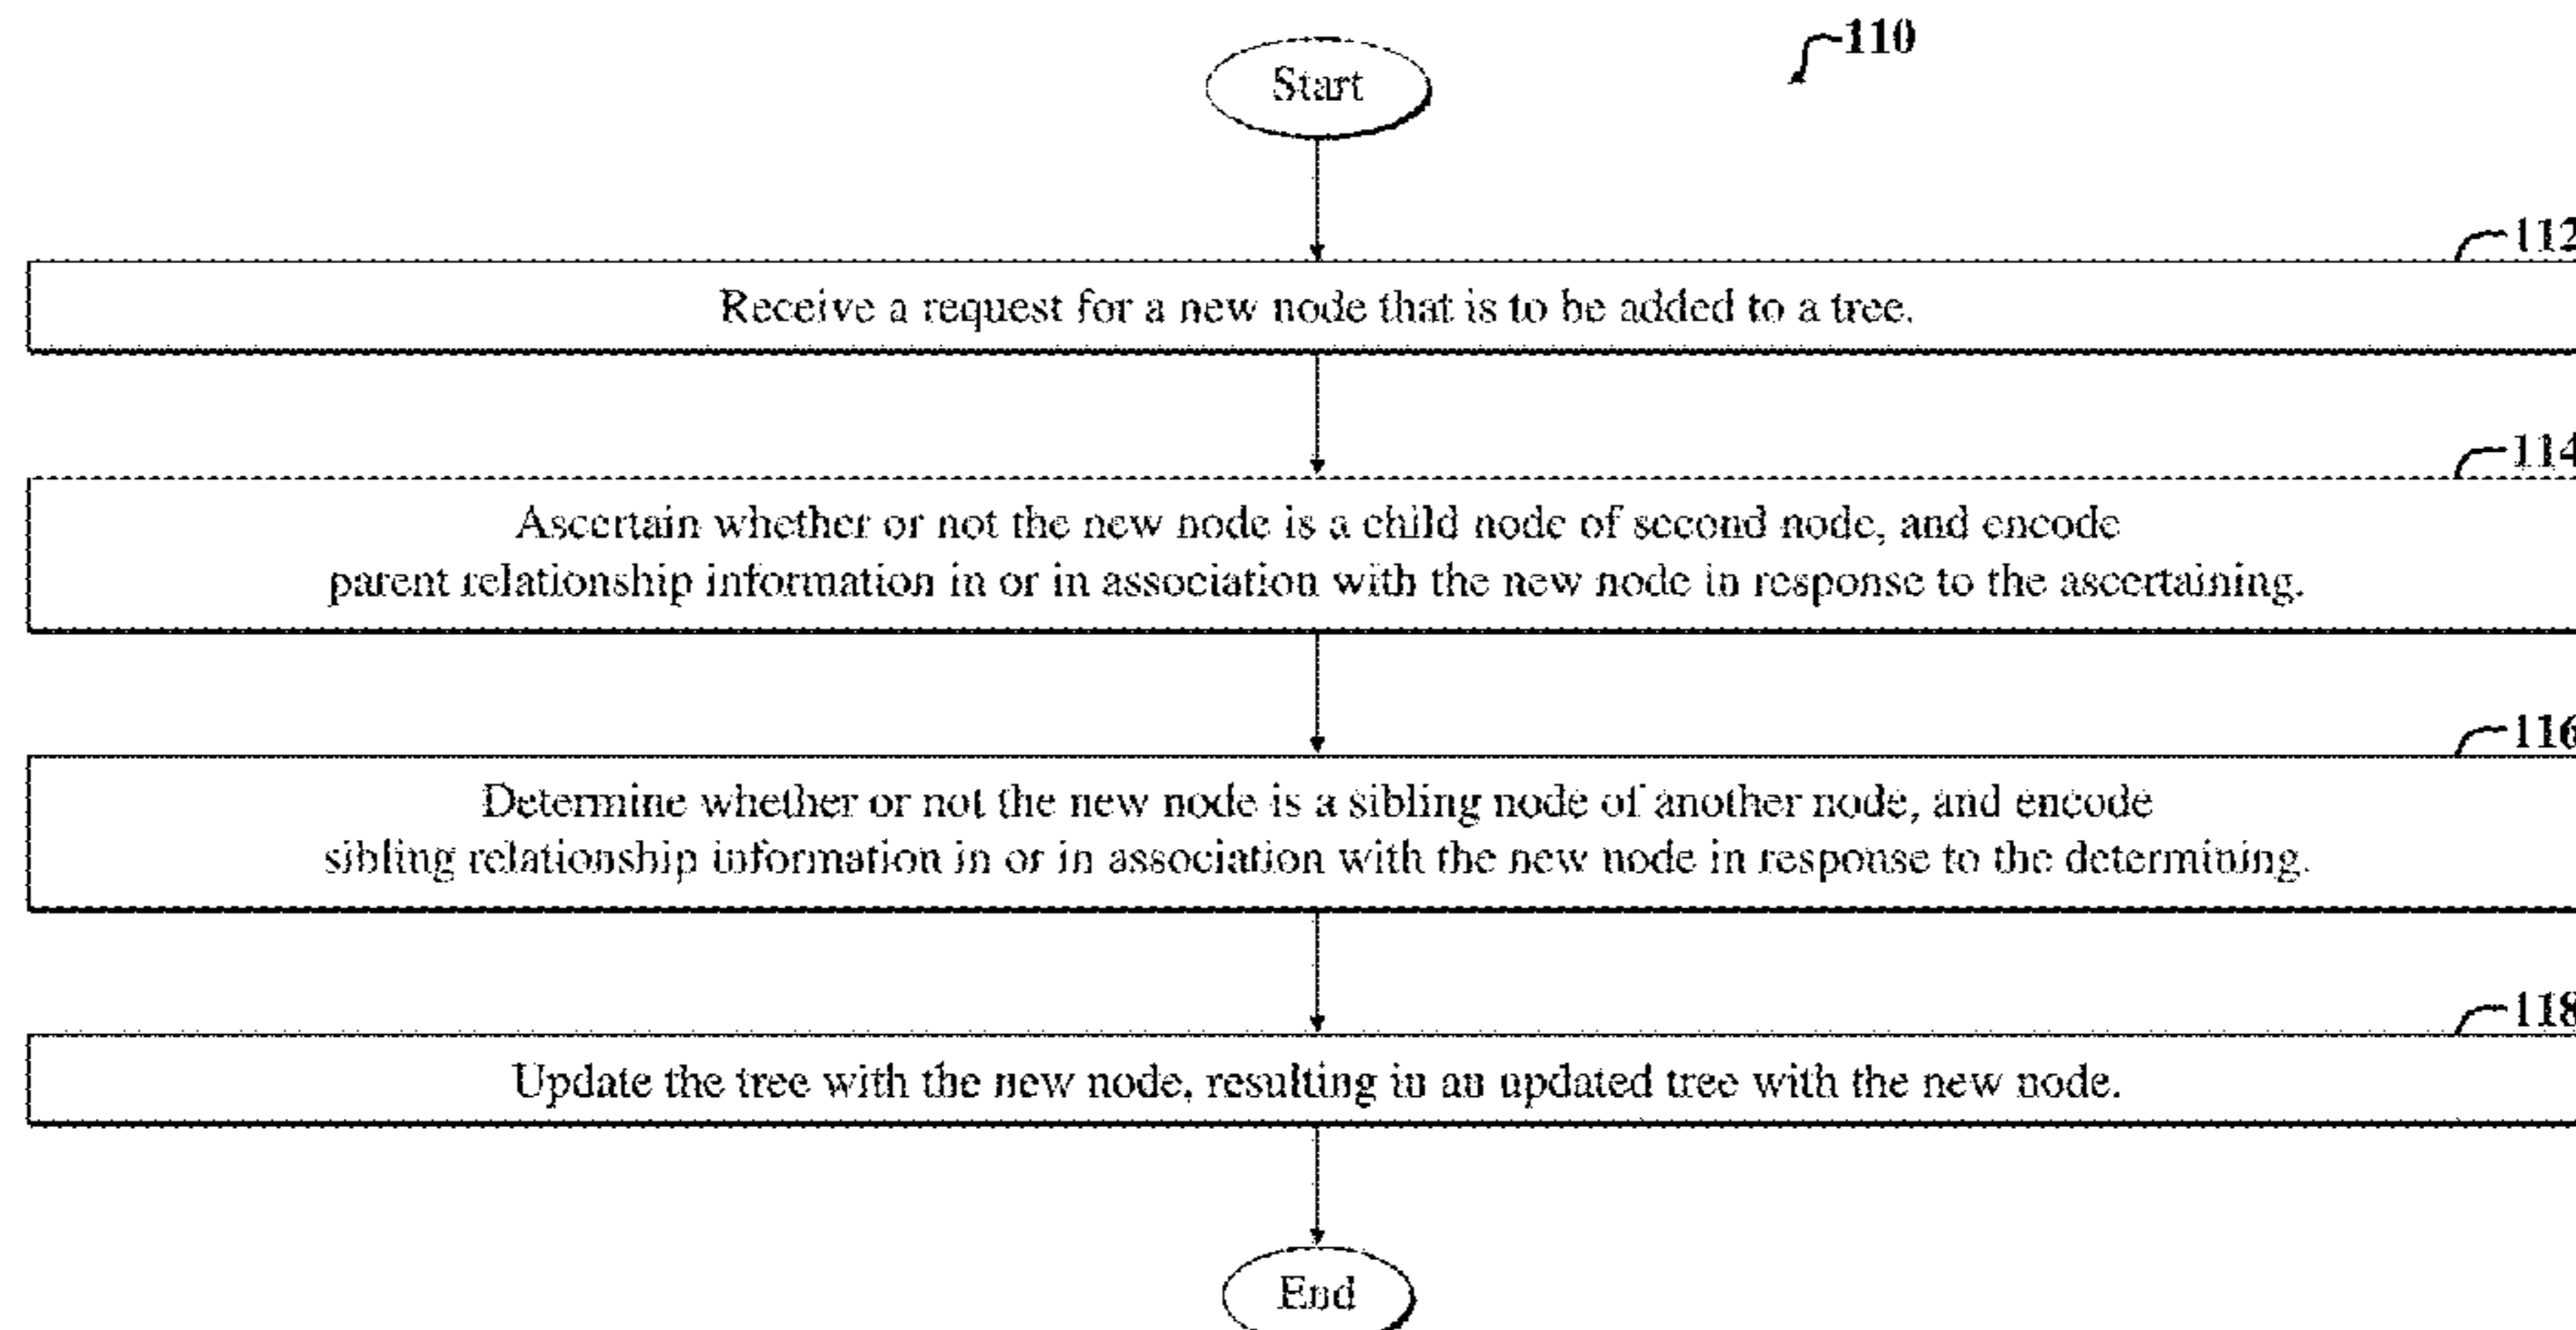 110
Start
112
Receive a request for a new node that is to be added to a tree.
114
Ascertain whether or not the new node is a child node of second node, and encode
parent relationship information in or in association with the new node in response to the ascertaining.
116
Determine whether or not the new node is a sibling node of another node, and encode
sibling relationship information in or in association with the new node in response to the determining.
118
Update the tree with the new node, resulting in an updated tree with the new node.
End